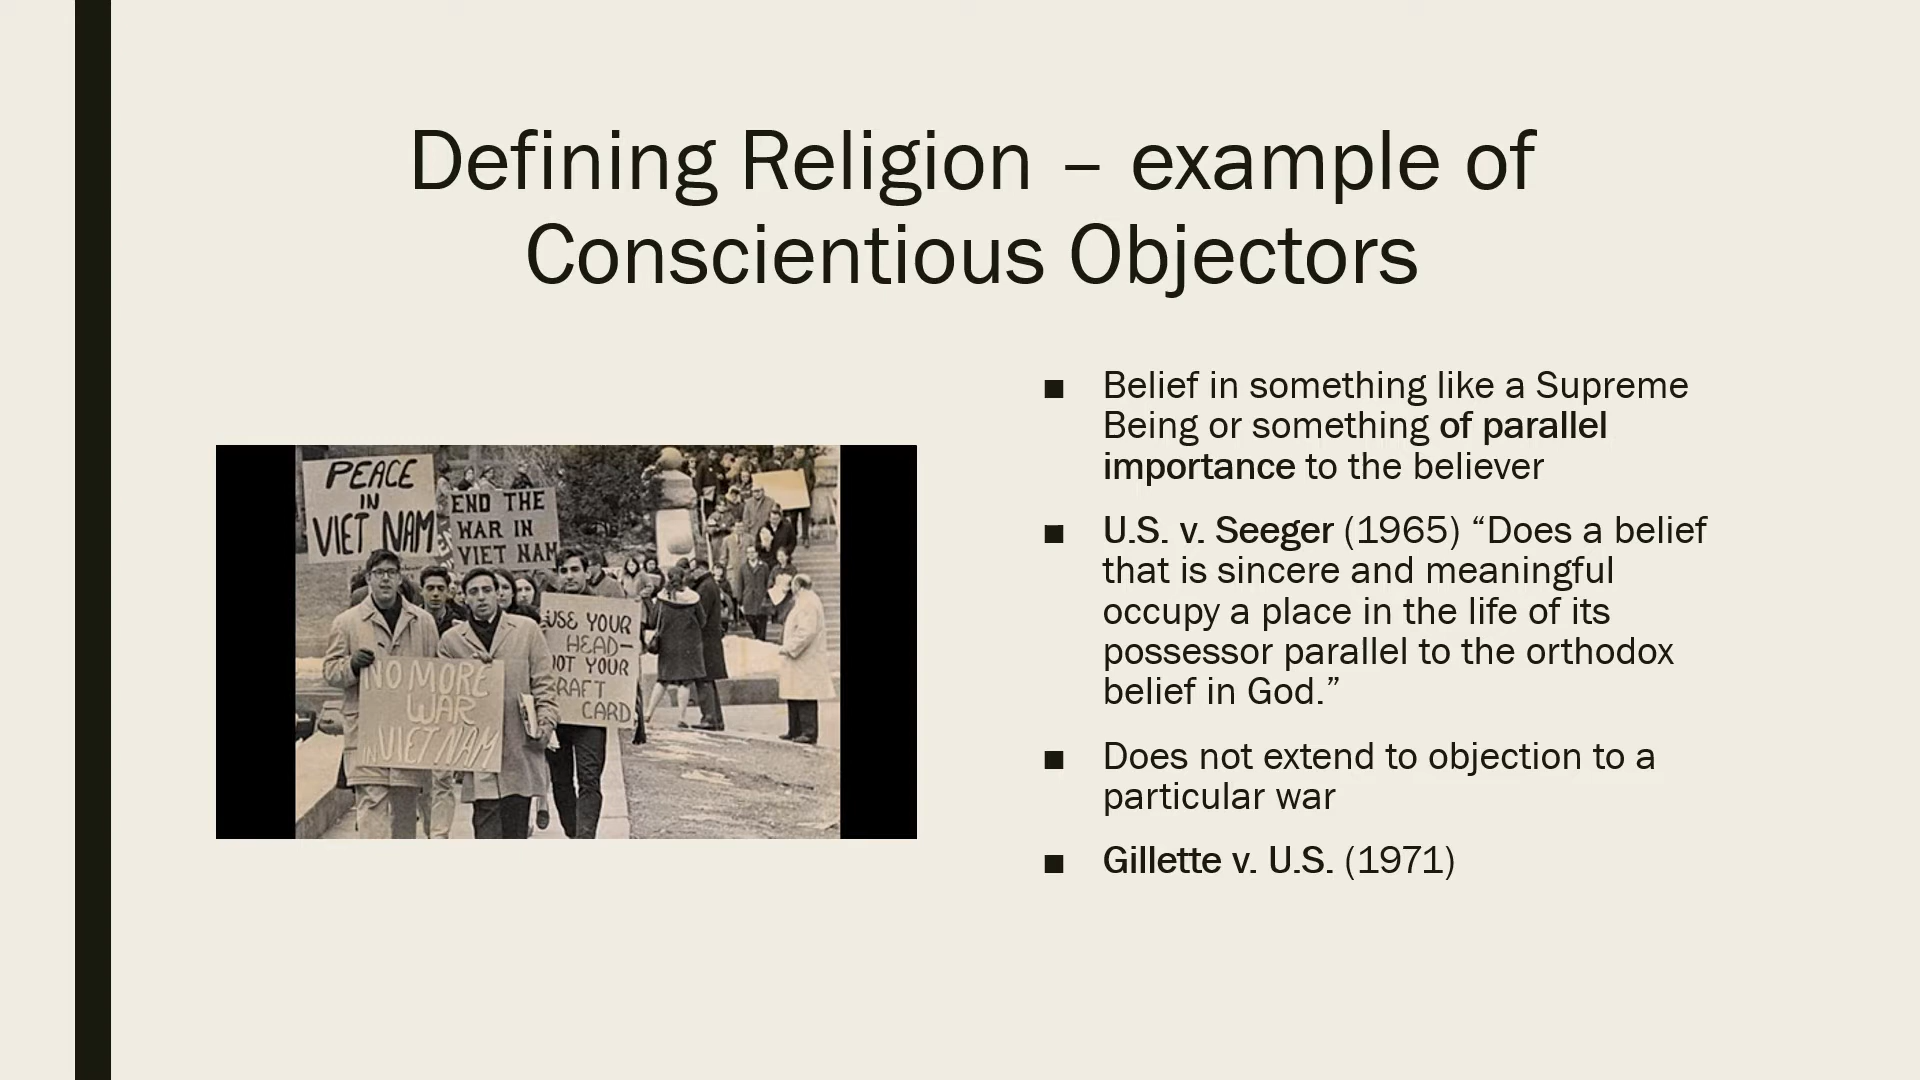 Defining Religion – example of
Conscientious Objectors
PEACE
IN
VIET NAM
END THE
WAR IN
VIET NAM
USE YOUR
HEAD—
NOT YOUR
DRAFT
CARD
NO MORE
WAR
IN VIET NAM
■ Belief in something like a Supreme
Being or something of parallel
importance to the believer
■ U.S. v. Seeger (1965) “Does a belief
that is sincere and meaningful
occupy a place in the life of its
possessor parallel to the orthodox
belief in God.”
■ Does not extend to objection to a
particular war
■ Gillette v. U.S. (1971)